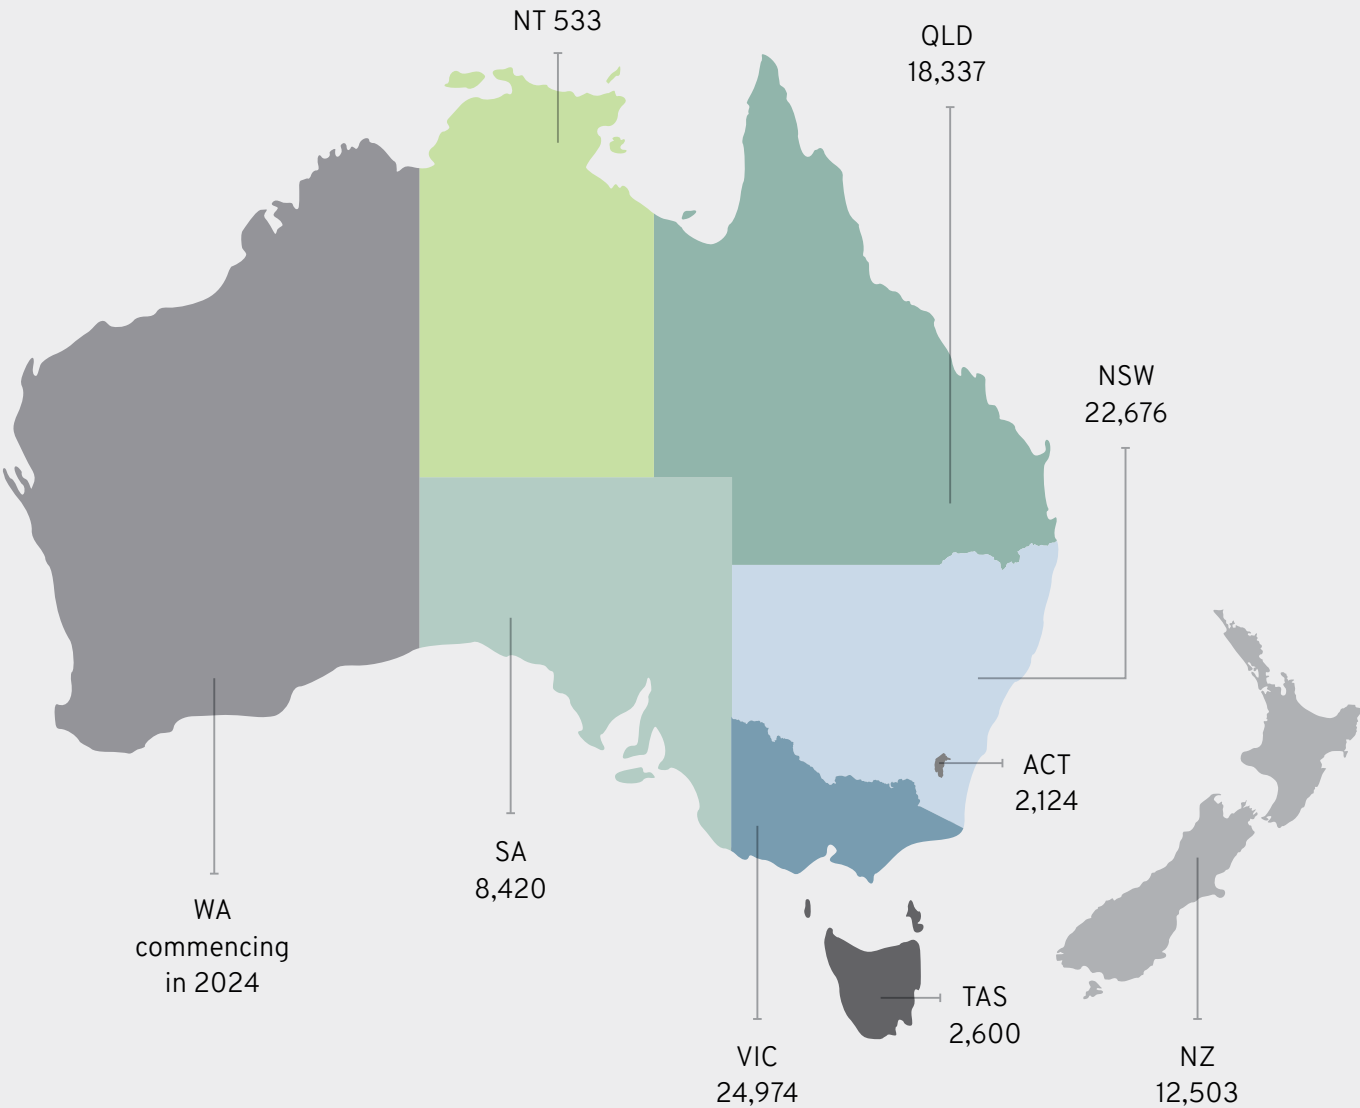 NT 533
QLD
18,337
NSW
22,676
ACT
2,124
SA
8,420
WA
commencing
in 2024
TAS
2,600
VIC
24,974
NZ
12,503